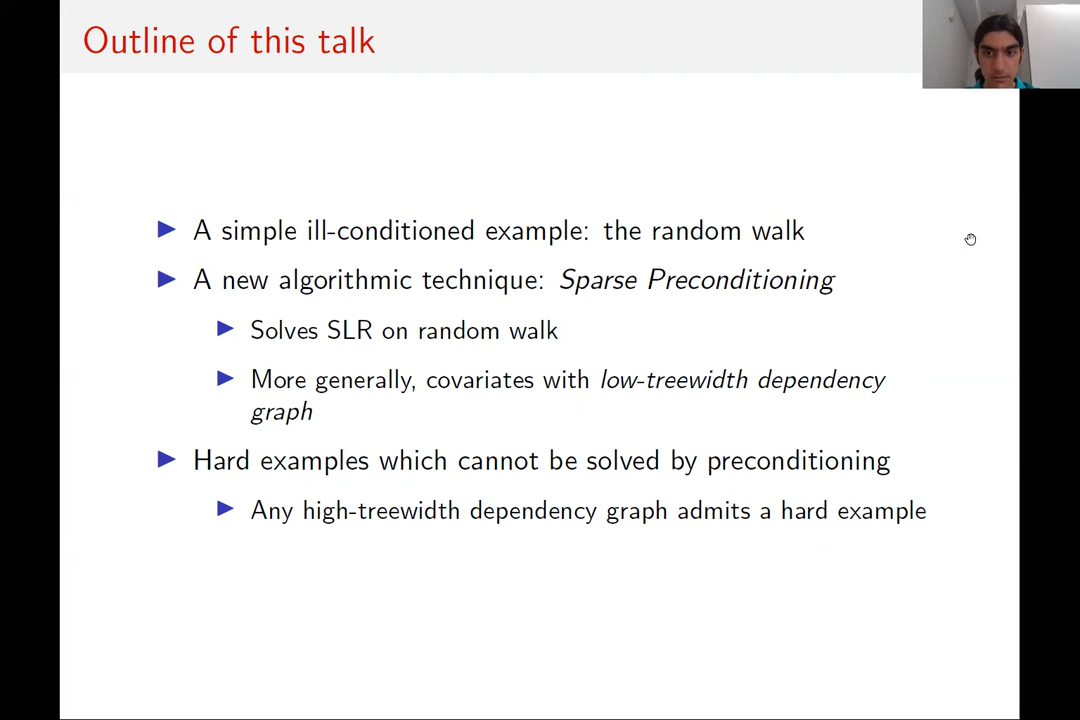 Outline of this talk
A simple ill-conditioned example: the random walk
A new algorithmic technique: Sparse Preconditioning
Solves SLR on random walk
More generally, covariates with low-treewidth dependency
graph
Hard examples which cannot be solved by preconditioning
Any high-treewidth dependency graph admits a hard example